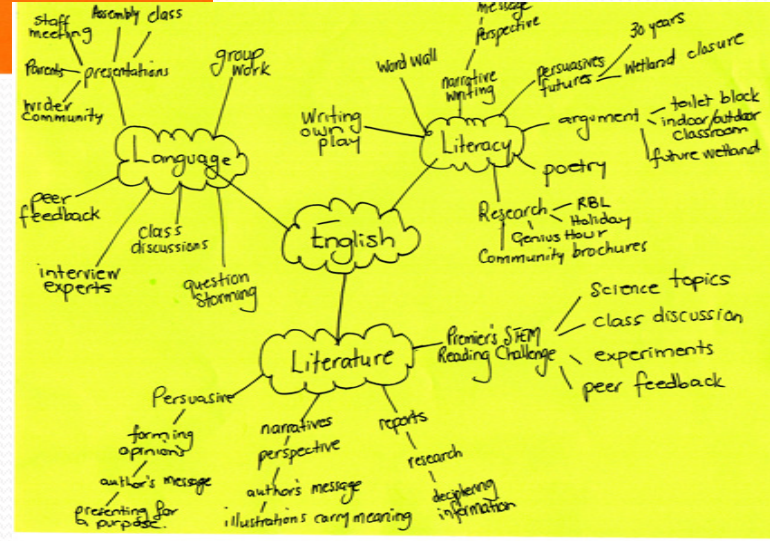 staff
meeting
Assembly class
Parents
presentations
wider
community
group
work
Language
peer
feedback
interview
experts
class
discussions
question
storming
English
message
perspective
narrative
writing
Word Wall
Writing
own
play
Literacy
persuasives
futures
30 years
Wetland closure
argument
toilet block
indoor/outdoor
classroom
future wetland
poetry
Research
RBL
Holiday
Genius Hour
Community brochures
Literature
Premier's STEM
Reading Challenge
Science topics
class discussion
experiments
peer feedback
Persuasive
forming
opinions
author's message
presenting for
a purpose.
narratives
perspective
author's message
illustrations carry meaning
reports
research
deciphering
information